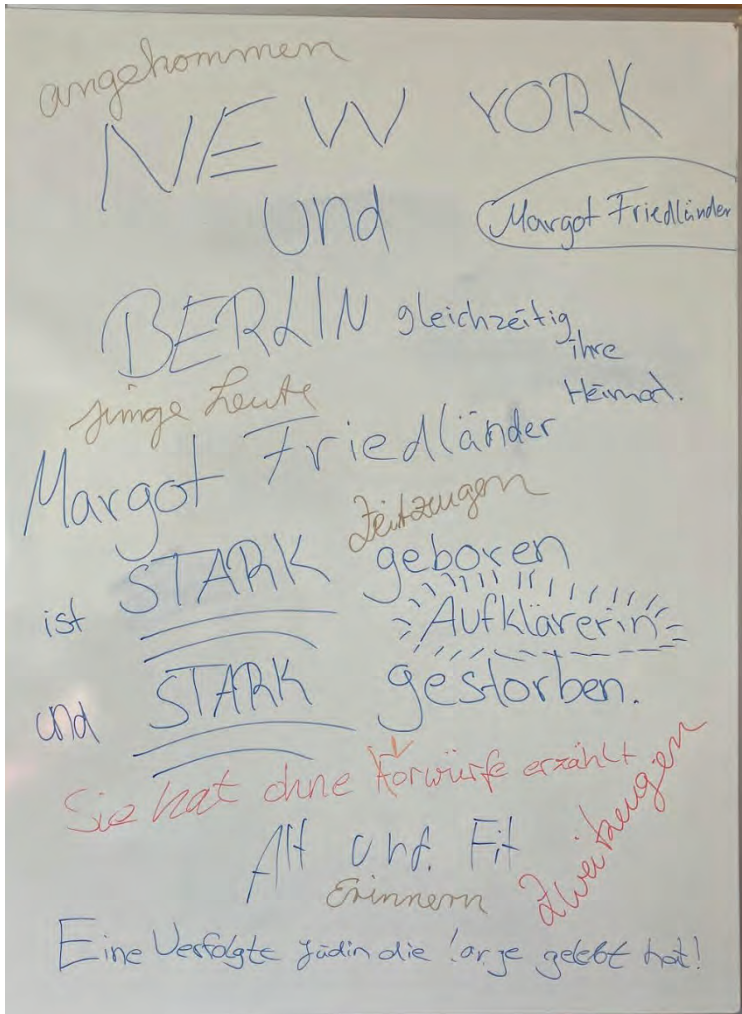 angekommen
NEW YORK
und
Margot Friedländer
BERLIN gleichzeitig
ihre
Heimat.
junge Leute
Margot Friedländer
Zeitzeugen
ist STARK geboren
Aufklärerin
und STARK gestorben.
Sie hat ohne Vorwürfe erzählt
Alt und. Fit
Zweitzeugen
Erinnern
Eine Verfolgte Jüdin die lange gelebt hat!